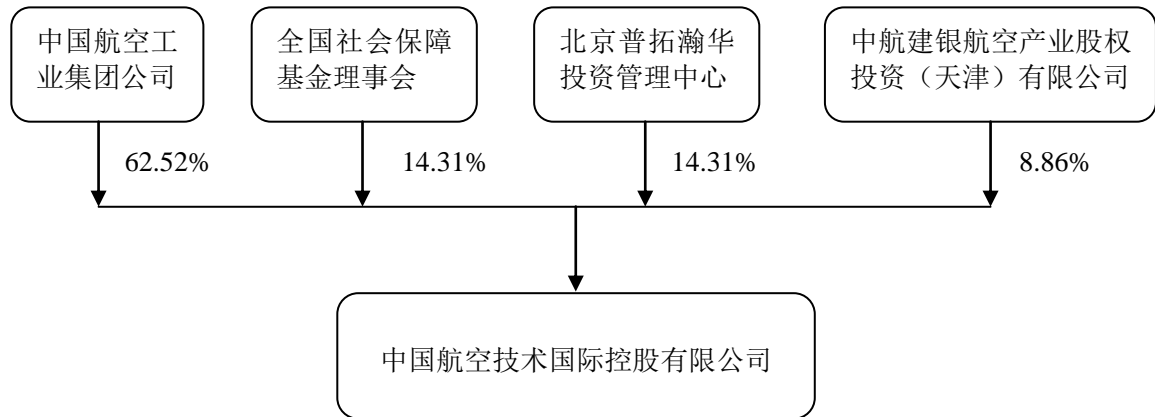 中国航空工
业集团公司
全国社会保障
基金理事会
北京普拓瀚华
投资管理中心
中航建银航空产业股权
投资（天津）有限公司
62.52%
14.31%
14.31%
8.86%
中国航空技术国际控股有限公司